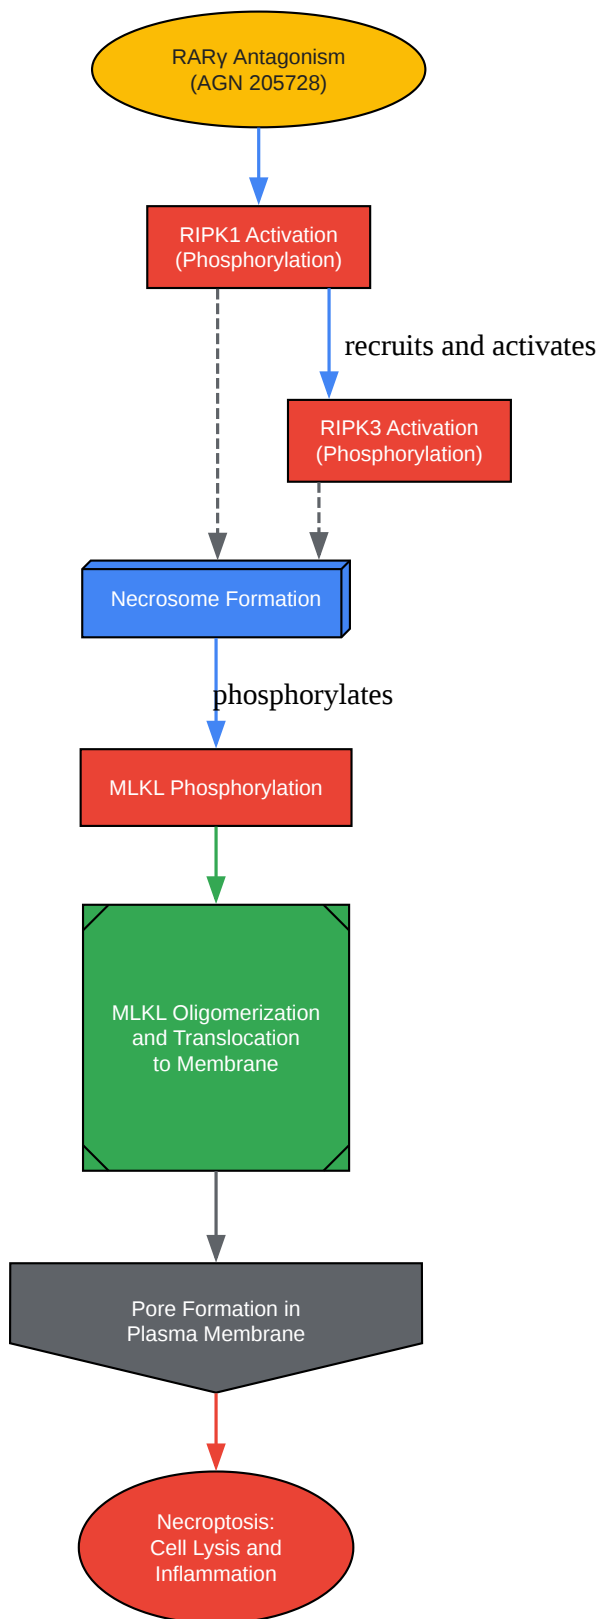 RARγ Antagonism
(AGN 205728)
RIPK1 Activation
(Phosphorylation)
recruits and activates
RIPK3 Activation
(Phosphorylation)
Necrosome Formation
phosphorylates
MLKL Phosphorylation
MLKL Oligomerization
and Translocation
to Membrane
Pore Formation in
Plasma Membrane
Necroptosis:
Cell Lysis and
Inflammation